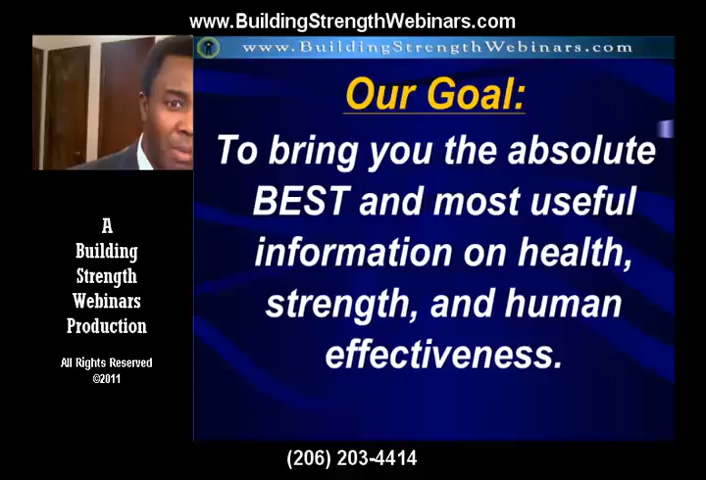 www.BuildingStrengthWebinars.com
www.BuildingStrengthWebinars.com
Our Goal:
To bring you the absolute
BEST and most useful
information on health,
strength, and human
effectiveness.
A
Building
Strength
Webinars
Production
All Rights Reserved
©2011
(206) 203-4414